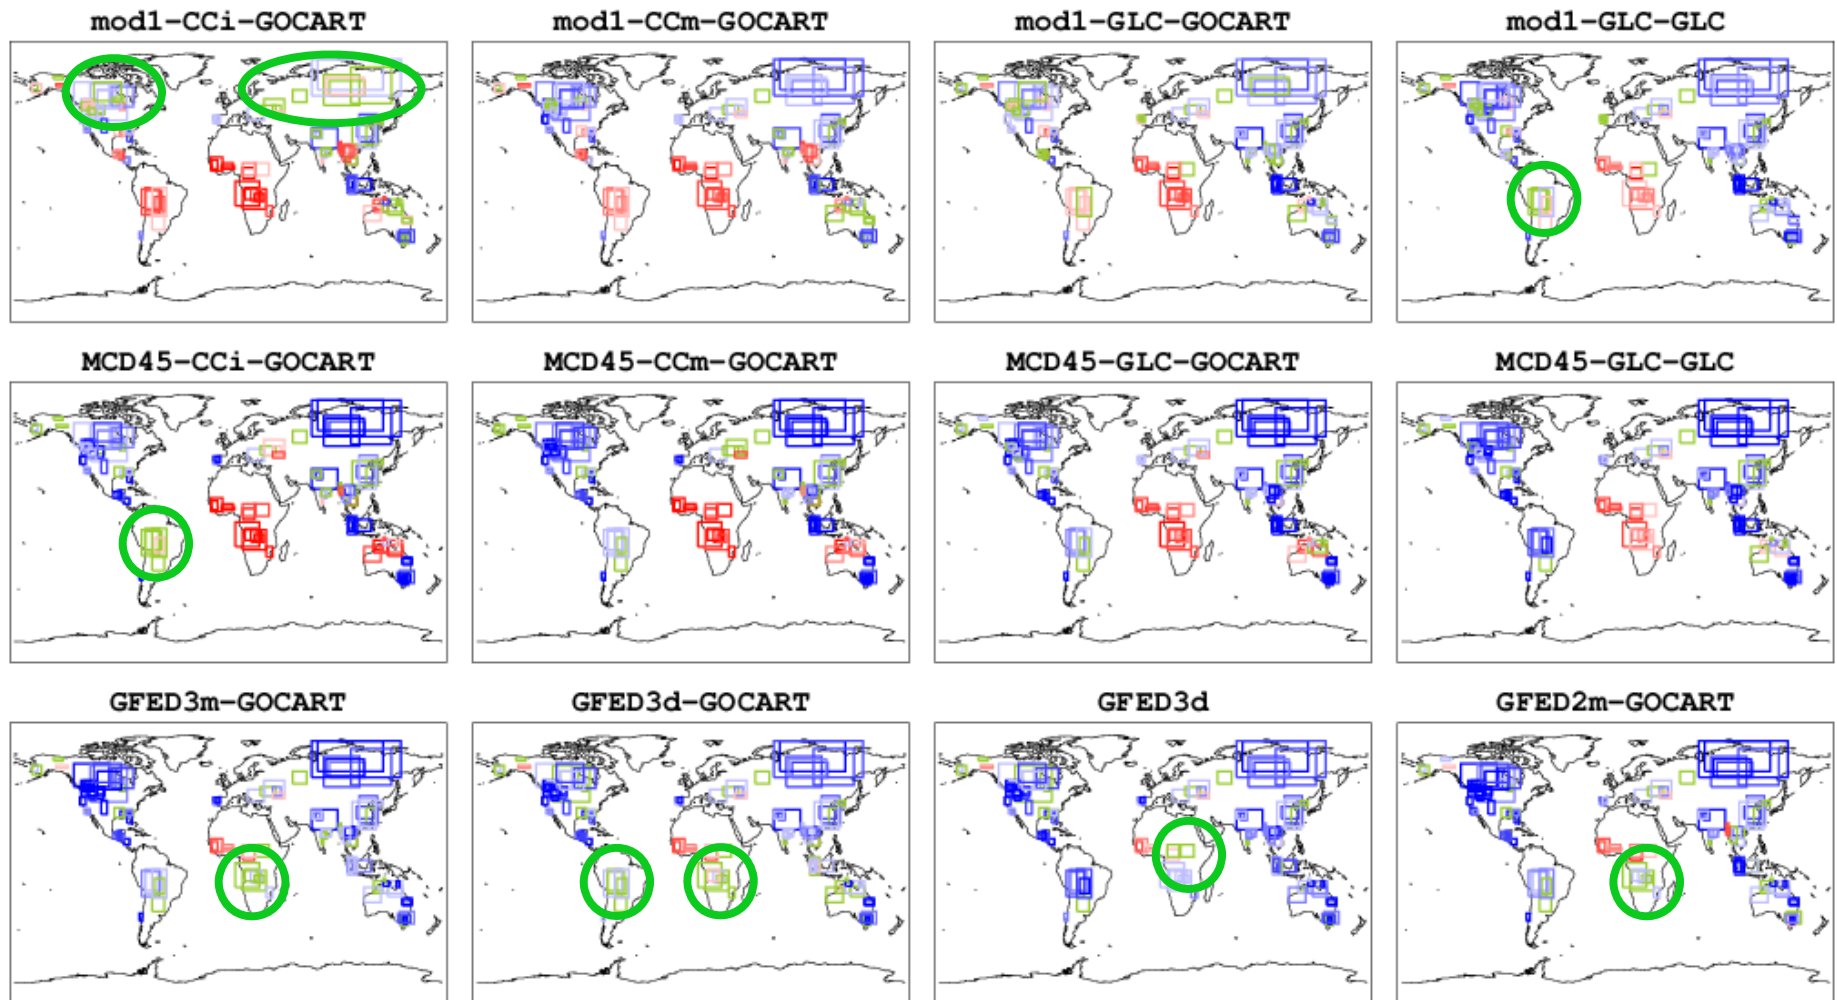 mod1-CCi-GOCART
mod1-CCm-GOCART
mod1-GLC-GOCART
mod1-GLC-GLC
MCD45-CCi-GOCART
MCD45-CCm-GOCART
MCD45-GLC-GOCART
MCD45-GLC-GLC
GFED3m-GOCART
GFED3d-GOCART
GFED3d
GFED2m-GOCART